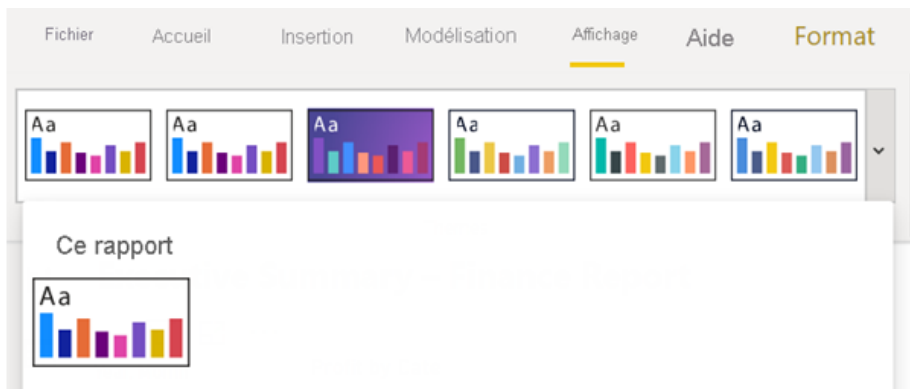 Fichier Accueil Insertion Modélisation Affichage Aide Format
Aa Aa Aa Aa Aa Aa
Ce rapport
Aa